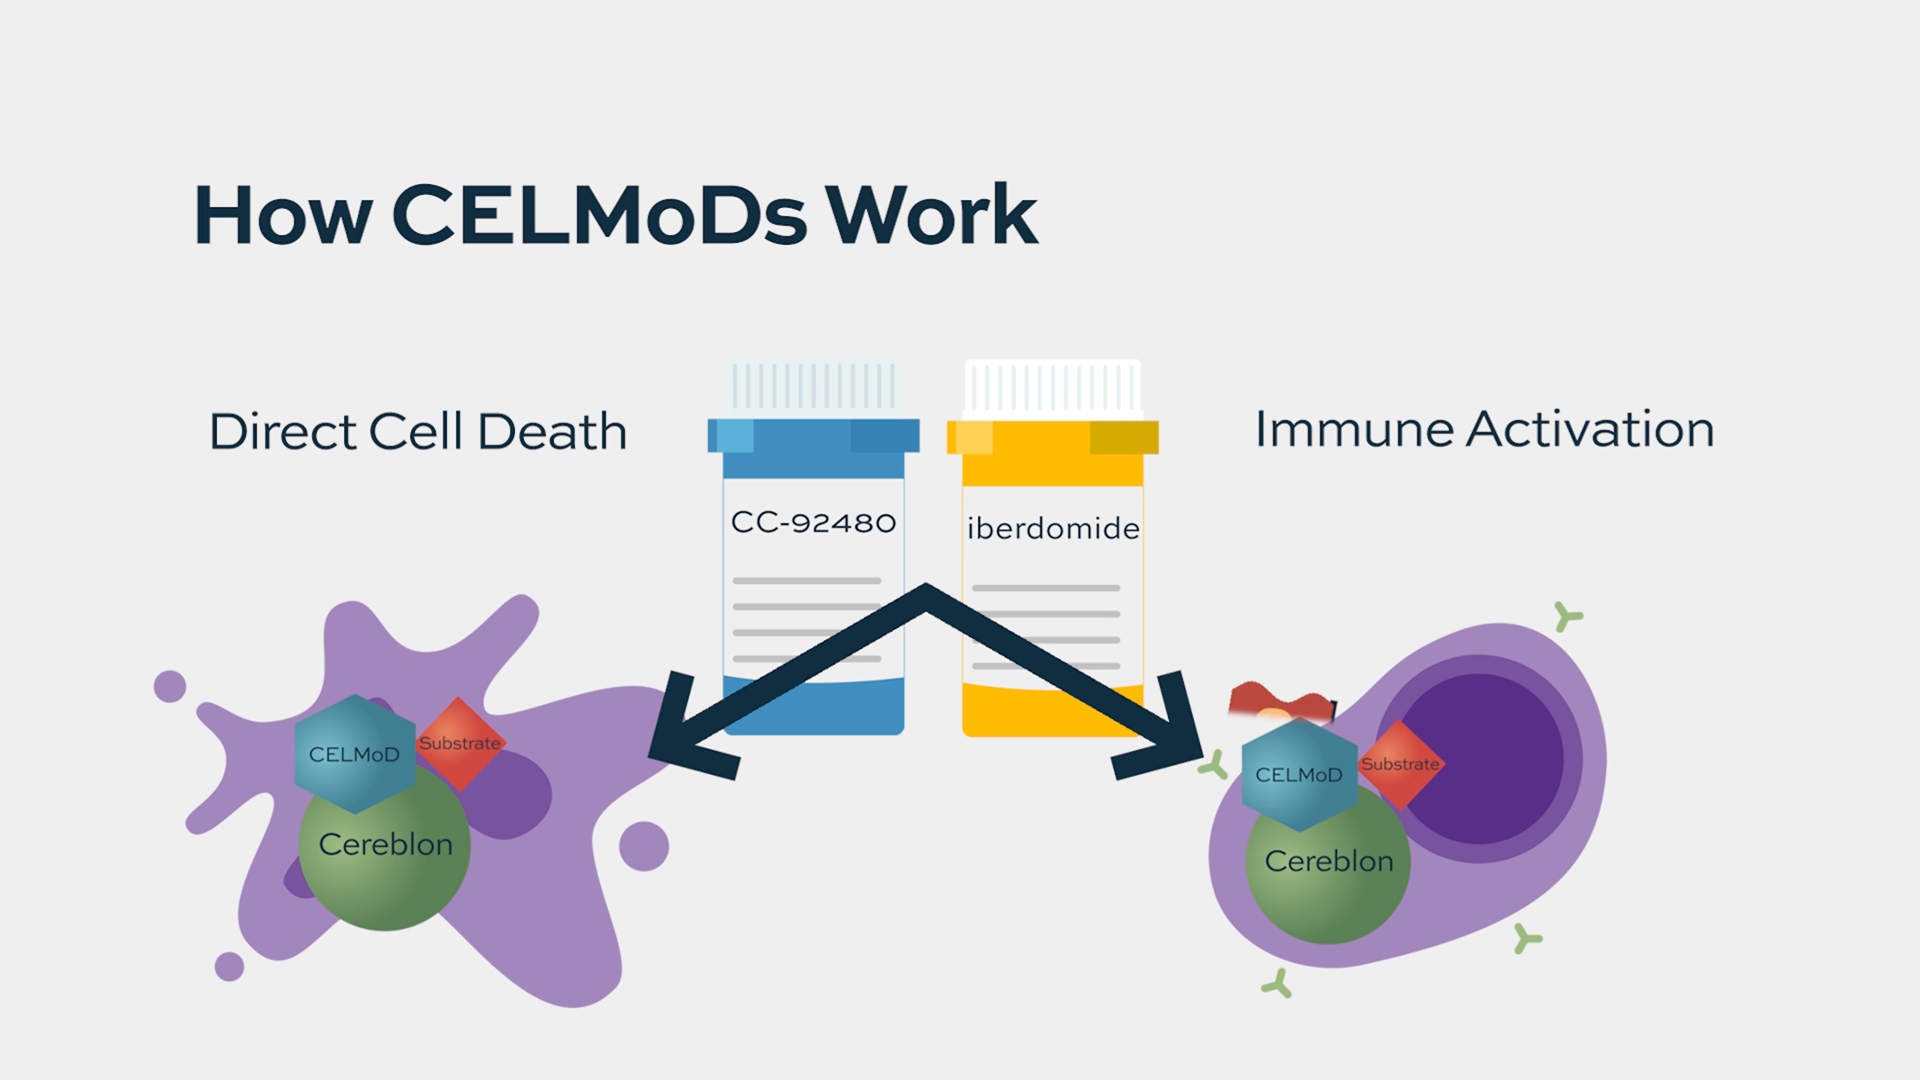 How CELMoDs Work
Direct Cell Death
Immune Activation
CC-92480
iberdomide
CELMoD
Substrate
Cereblon
CELMoD
Substrate
Cereblon